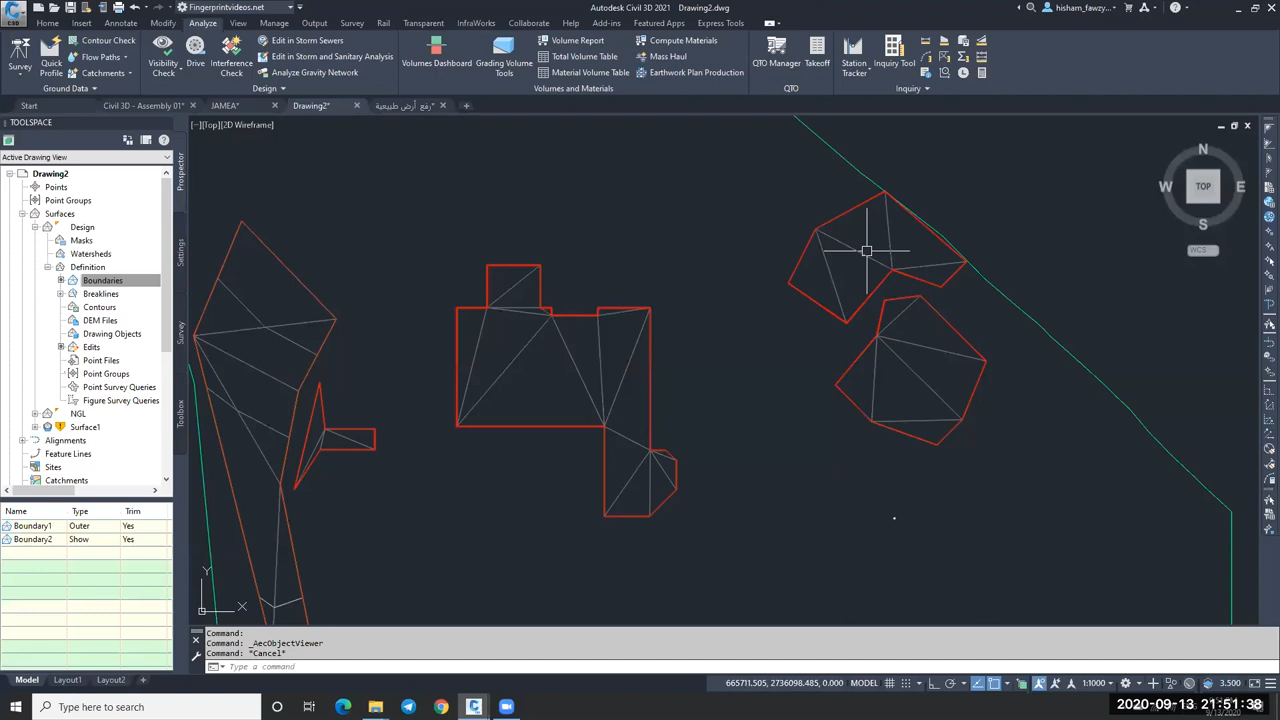 Fingerprintvideos.net
Autodesk Civil 3D 2021 Drawing2.dwg
hisham_fawzy...
Home Insert Annotate Modify Analyze View Manage Output Survey Rail Transparent InfraWorks Collaborate Help Add-ins Featured Apps Express Tools
Survey
Quick Profile
Contour Check
Flow Paths
Catchments
Ground Data
Visibility Check
Drive
Interference Check
Edit in Storm Sewers
Edit in Storm and Sanitary Analysis
Analyze Gravity Network
Design
Volumes Dashboard
Grading Volume Tools
Volume Report
Total Volume Table
Material Volume Table
Compute Materials
Mass Haul
Earthwork Plan Production
Volumes and Materials
QTO Manager
Takeoff
QTO
Station Tracker
Inquiry Tool
Inquiry
Start
Civil 3D - Assembly 01*
JAMEA*
Drawing2*
رفع أرض طبيعية*
TOOLSPACE
[−][Top][2D Wireframe]
Active Drawing View
Drawing2
Points
Point Groups
Surfaces
Design
Masks
Watersheds
Definition
Boundaries
Breaklines
Contours
DEM Files
Drawing Objects
Edits
Point Files
Point Groups
Point Survey Queries
Figure Survey Queries
NGL
Surface1
Alignments
Feature Lines
Sites
Catchments
Prospector
Settings
Survey
Toolbox
Name Type Trim
Boundary1 Outer Yes
Boundary2 Show Yes
N
W TOP E
S
WCS
Y
X
Command:
Command: _AecObjectViewer
Command: *Cancel*
Type a command
Model Layout1 Layout2
665711.505, 2736098.485, 0.000 MODEL
1:1000
3.500
Type here to search
2020-09-13 21:51:38